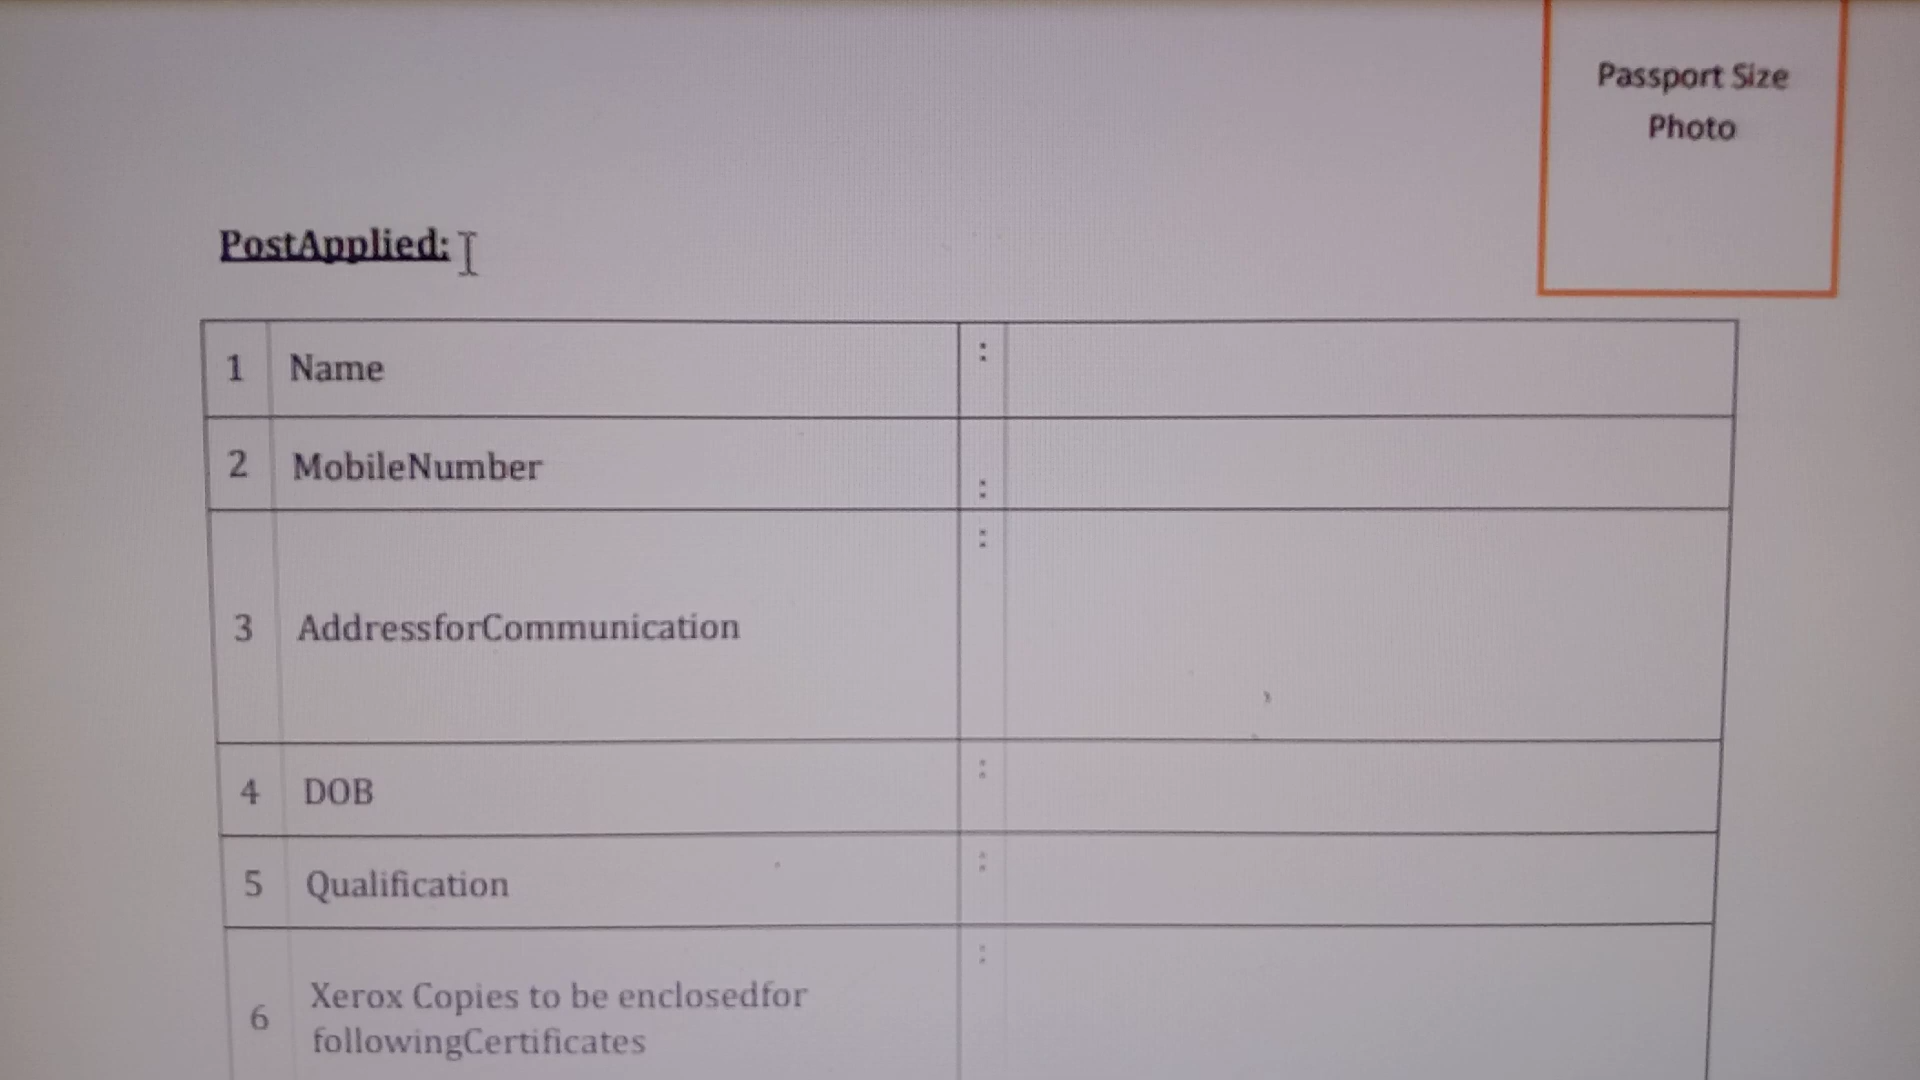 Passport Size
Photo
PostApplied:
1 Name :
2 MobileNumber :
3 AddressforCommunication :
4 DOB :
5 Qualification :
6 Xerox Copies to be enclosedfor :
followingCertificates